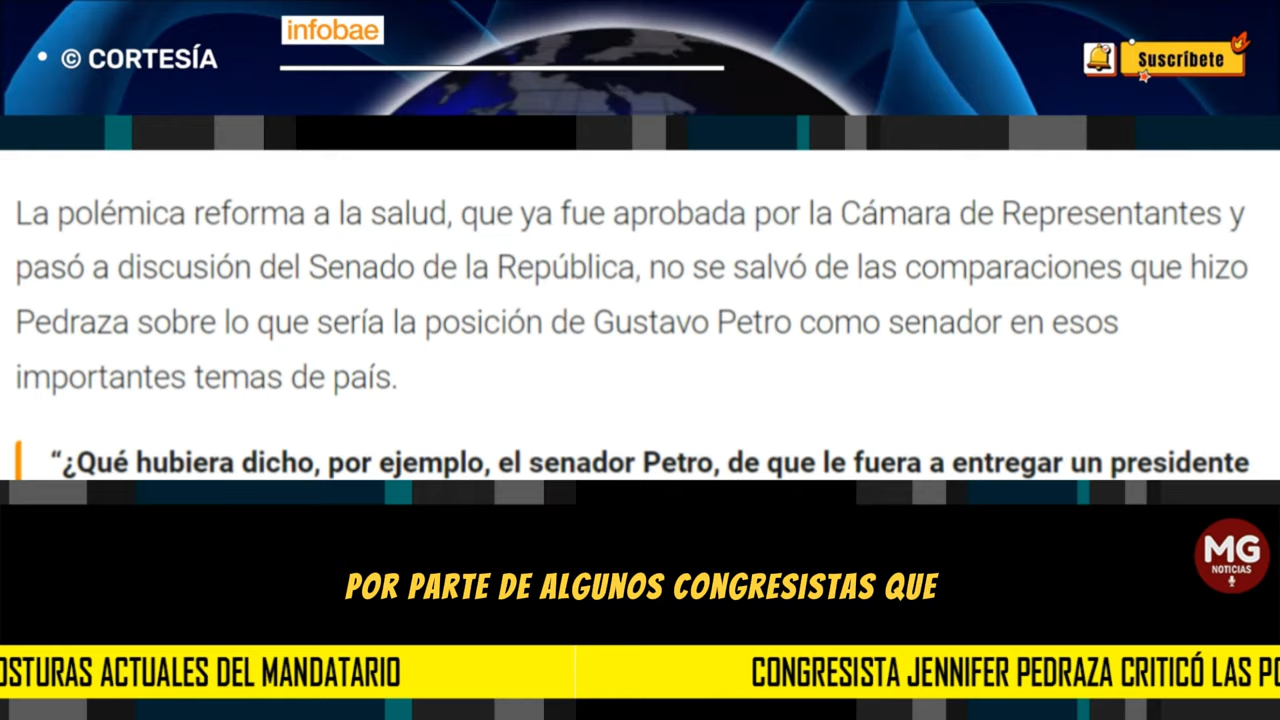 infobae
• © CORTESÍA
Suscríbete
La polémica reforma a la salud, que ya fue aprobada por la Cámara de Representantes y
pasó a discusión del Senado de la República, no se salvó de las comparaciones que hizo
Pedraza sobre lo que sería la posición de Gustavo Petro como senador en esos
importantes temas de país.
“¿Qué hubiera dicho, por ejemplo, el senador Petro, de que le fuera a entregar un presidente
POR PARTE DE ALGUNOS CONGRESISTAS QUE
MG
NOTICIAS
OSTURAS ACTUALES DEL MANDATARIO
CONGRESISTA JENNIFER PEDRAZA CRITICÓ LAS PO